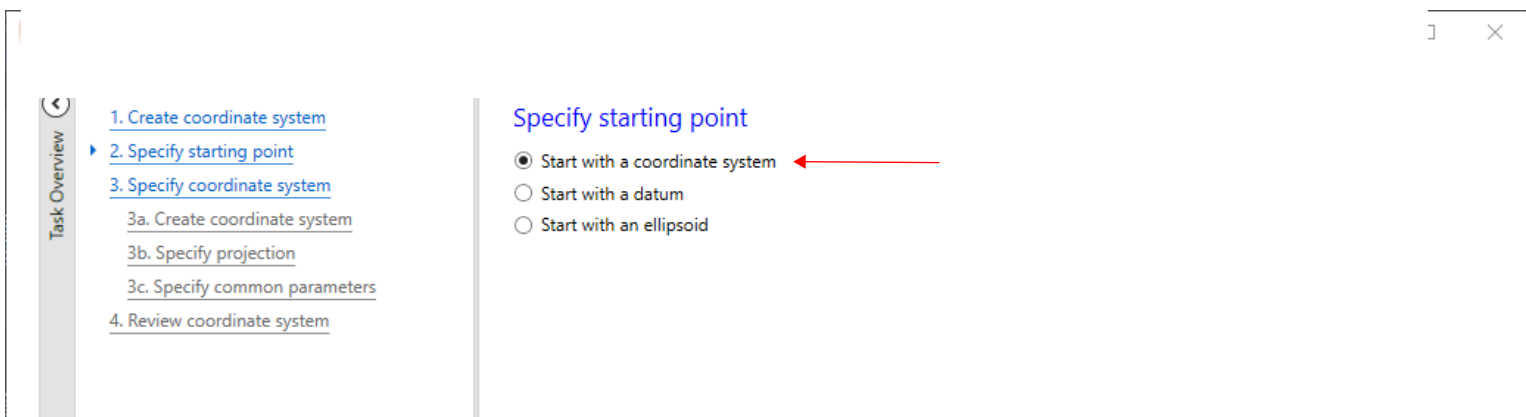 Task Overview
1. Create coordinate system
2. Specify starting point
3. Specify coordinate system
3a. Create coordinate system
3b. Specify projection
3c. Specify common parameters
4. Review coordinate system
Specify starting point
Start with a coordinate system
Start with a datum
Start with an ellipsoid